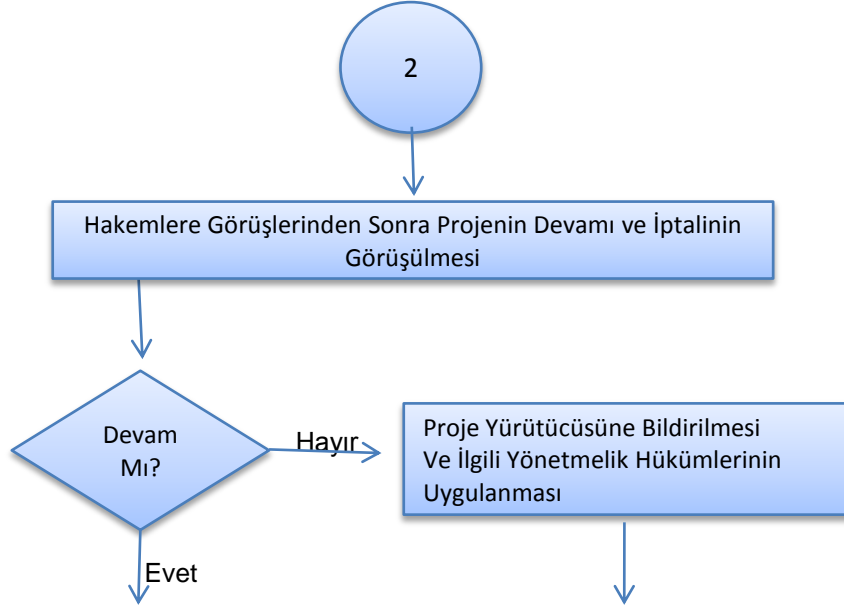 2
Hakemlere Görüşlerinden Sonra Projenin Devamı ve İptalinin
Görüşülmesi
Devam
Mı?
Hayır
Proje Yürütücüsüne Bildirilmesi
Ve İlgili Yönetmelik Hükümlerinin
Uygulanması
Evet